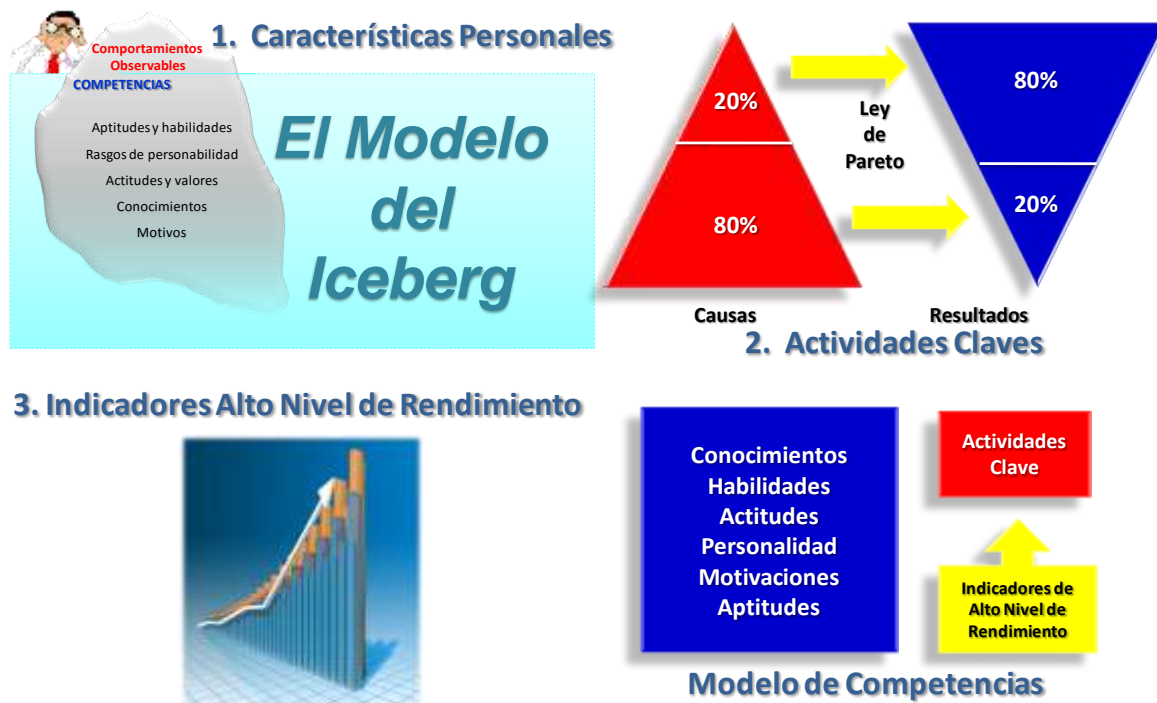 1. Características Personales
Comportamientos
Observables
COMPETENCIAS
Aptitudes y habilidades
Rasgos de personabilidad
Actitudes y valores
Conocimientos
Motivos
El Modelo
del
Iceberg
20%
80%
Ley
de
Pareto
80%
20%
Causas
Resultados
2. Actividades Claves
3. Indicadores Alto Nivel de Rendimiento
Conocimientos
Habilidades
Actitudes
Personalidad
Motivaciones
Aptitudes
Actividades
Clave
Indicadores de
Alto Nivel de
Rendimiento
Modelo de Competencias